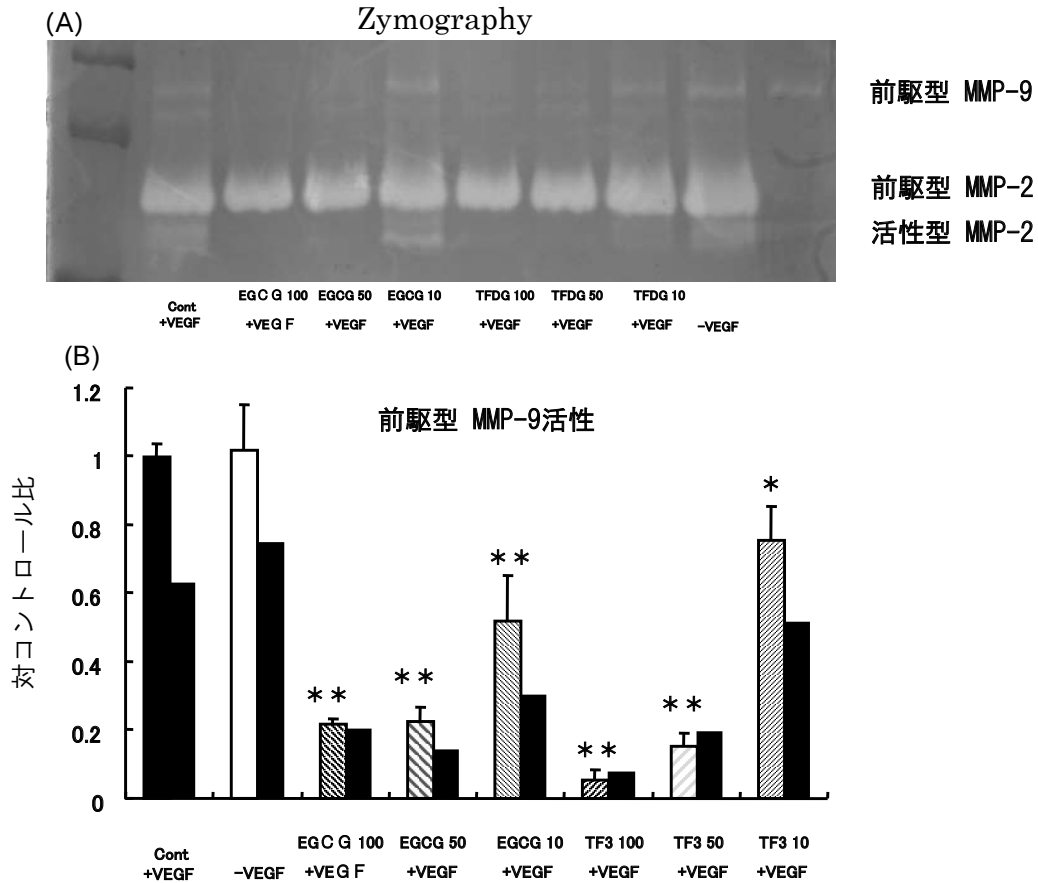 (A)
Zymography
前駆型 MMP-9
前駆型 MMP-2
活性型 MMP-2
Cont
+VEGF
EGCG 100
+VEGF
EGCG 50
+VEGF
EGCG 10
+VEGF
TFDG 100
+VEGF
TFDG 50
+VEGF
TFDG 10
+VEGF
-VEGF
(B)
前駆型 MMP-9活性
対コントロール比
1.2
1
0.8
0.6
0.4
0.2
0
**
**
**
**
**
*
Cont
+VEGF
-VEGF
EGCG 100
+VEGF
EGCG 50
+VEGF
EGCG 10
+VEGF
TF3 100
+VEGF
TF3 50
+VEGF
TF3 10
+VEGF